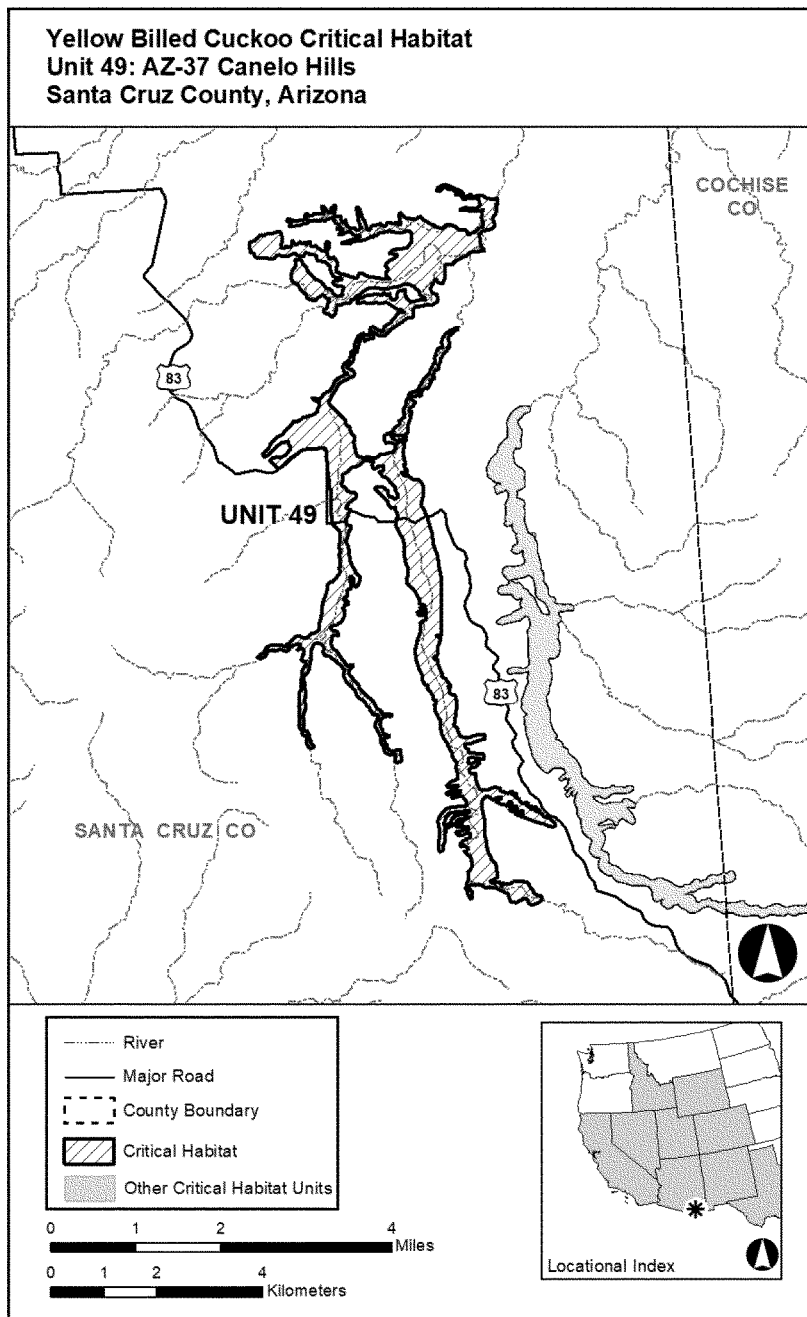 Yellow Billed Cuckoo Critical Habitat
Unit 49: AZ-37 Canelo Hills
Santa Cruz County, Arizona
COCHISE
CO
83
UNIT 49
83
SANTA CRUZ CO
River
Major Road
County Boundary
Critical Habitat
Other Critical Habitat Units
0 1 2 4
Miles
0 1 2 4
Kilometers
Locational Index